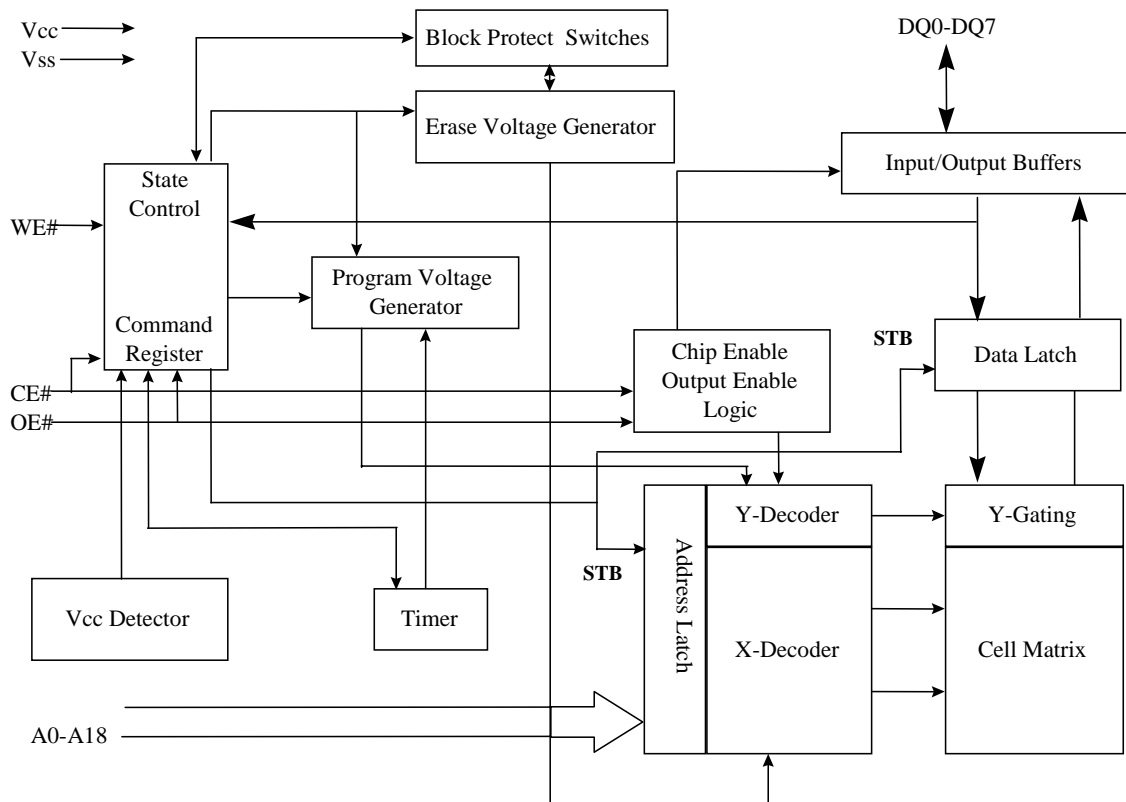 Vcc
Vss
Block Protect Switches
DQ0-DQ7
Erase Voltage Generator
Input/Output Buffers
State
Control
WE#
Program Voltage
Generator
Command
Register
STB
Chip Enable
Output Enable
Logic
Data Latch
CE#
OE#
Y-Decoder
Y-Gating
STB
Address Latch
Vcc Detector
Timer
X-Decoder
Cell Matrix
A0-A18